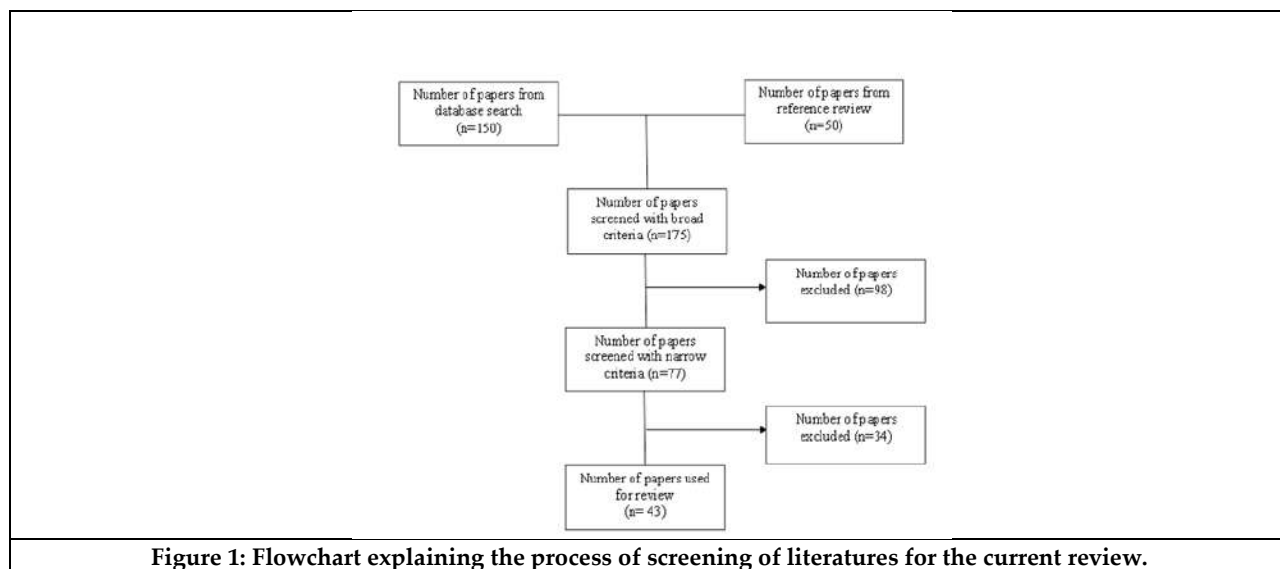 Number of papers from
database search
(n=150)
Number of papers from
reference review
(n=50)
Number of papers
screened with broad
criteria (n=175)
Number of papers
excluded (n=98)
Number of papers
screened with narrow
criteria (n=77)
Number of papers
excluded (n=34)
Number of papers used
for review
(n= 43)
Figure 1: Flowchart explaining the process of screening of literatures for the current review.